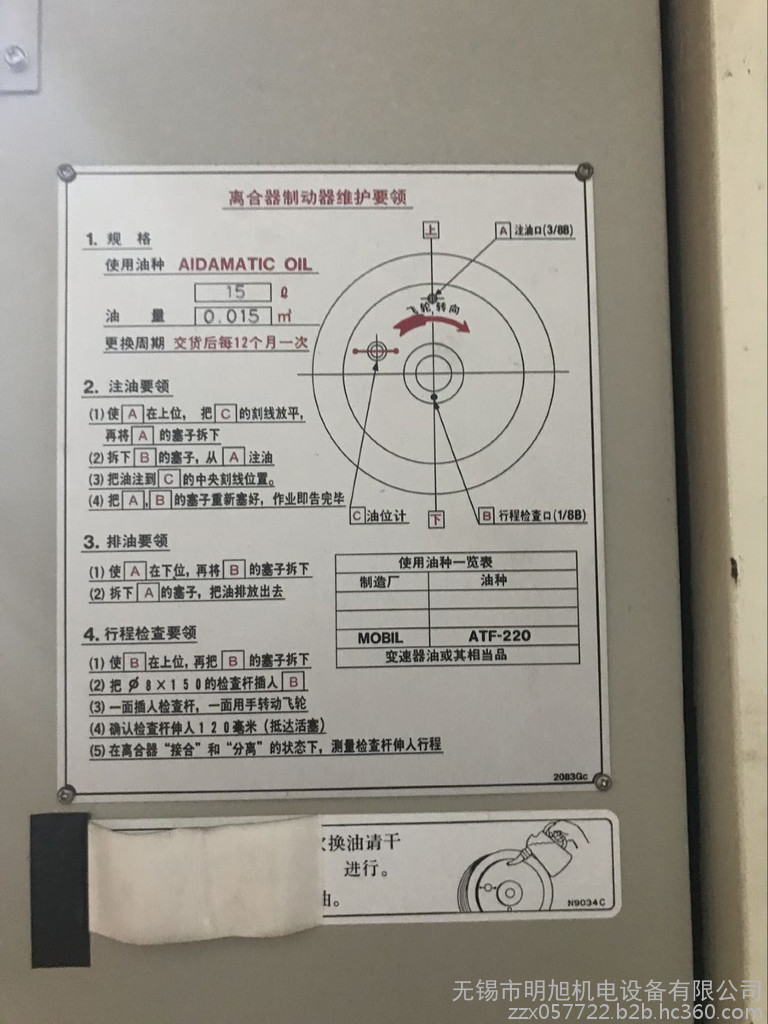 离合器制动器维护要领
上
A 注油口(3/8B)
1. 规 格
使用油种 AIDAMATIC OIL
15 ℓ
油 量 0.015 ㎥
更换周期 交货后每12个月一次
飞轮,转向
2. 注油要领
(1)使 A 在上位， 把 C 的刻线放平，
再将 A 的塞子拆下
(2)拆下 B 的塞子，从 A 注油
(3)把油注到 C 的中央刻线位置。
(4)把 A , B 的塞子重新塞好，作业即告完毕
C 油位计
下
B 行程检查口(1/8B)
3. 排油要领
(1)使 A 在下位，再将 B 的塞子拆下
(2)拆下 A 的塞子，把油排放出去
使用油种一览表
制造厂 油种
MOBIL ATF-220
变速器油或其相当品
4. 行程检查要领
(1)使 B 在上位，再把 B 的塞子拆下
(2)把 φ8×150的检查杆插人 B
(3)一面插人检查杆，一面用手转动飞轮
(4)确认检查杆伸人120毫米（抵达活塞）
(5)在离合器“接合”和“分离”的状态下，测量检查杆伸人行程
2083Gc
换油请干
进行。
油。
N9034C
无锡市明旭机电设备有限公司
zzx057722.b2b.hc360.com